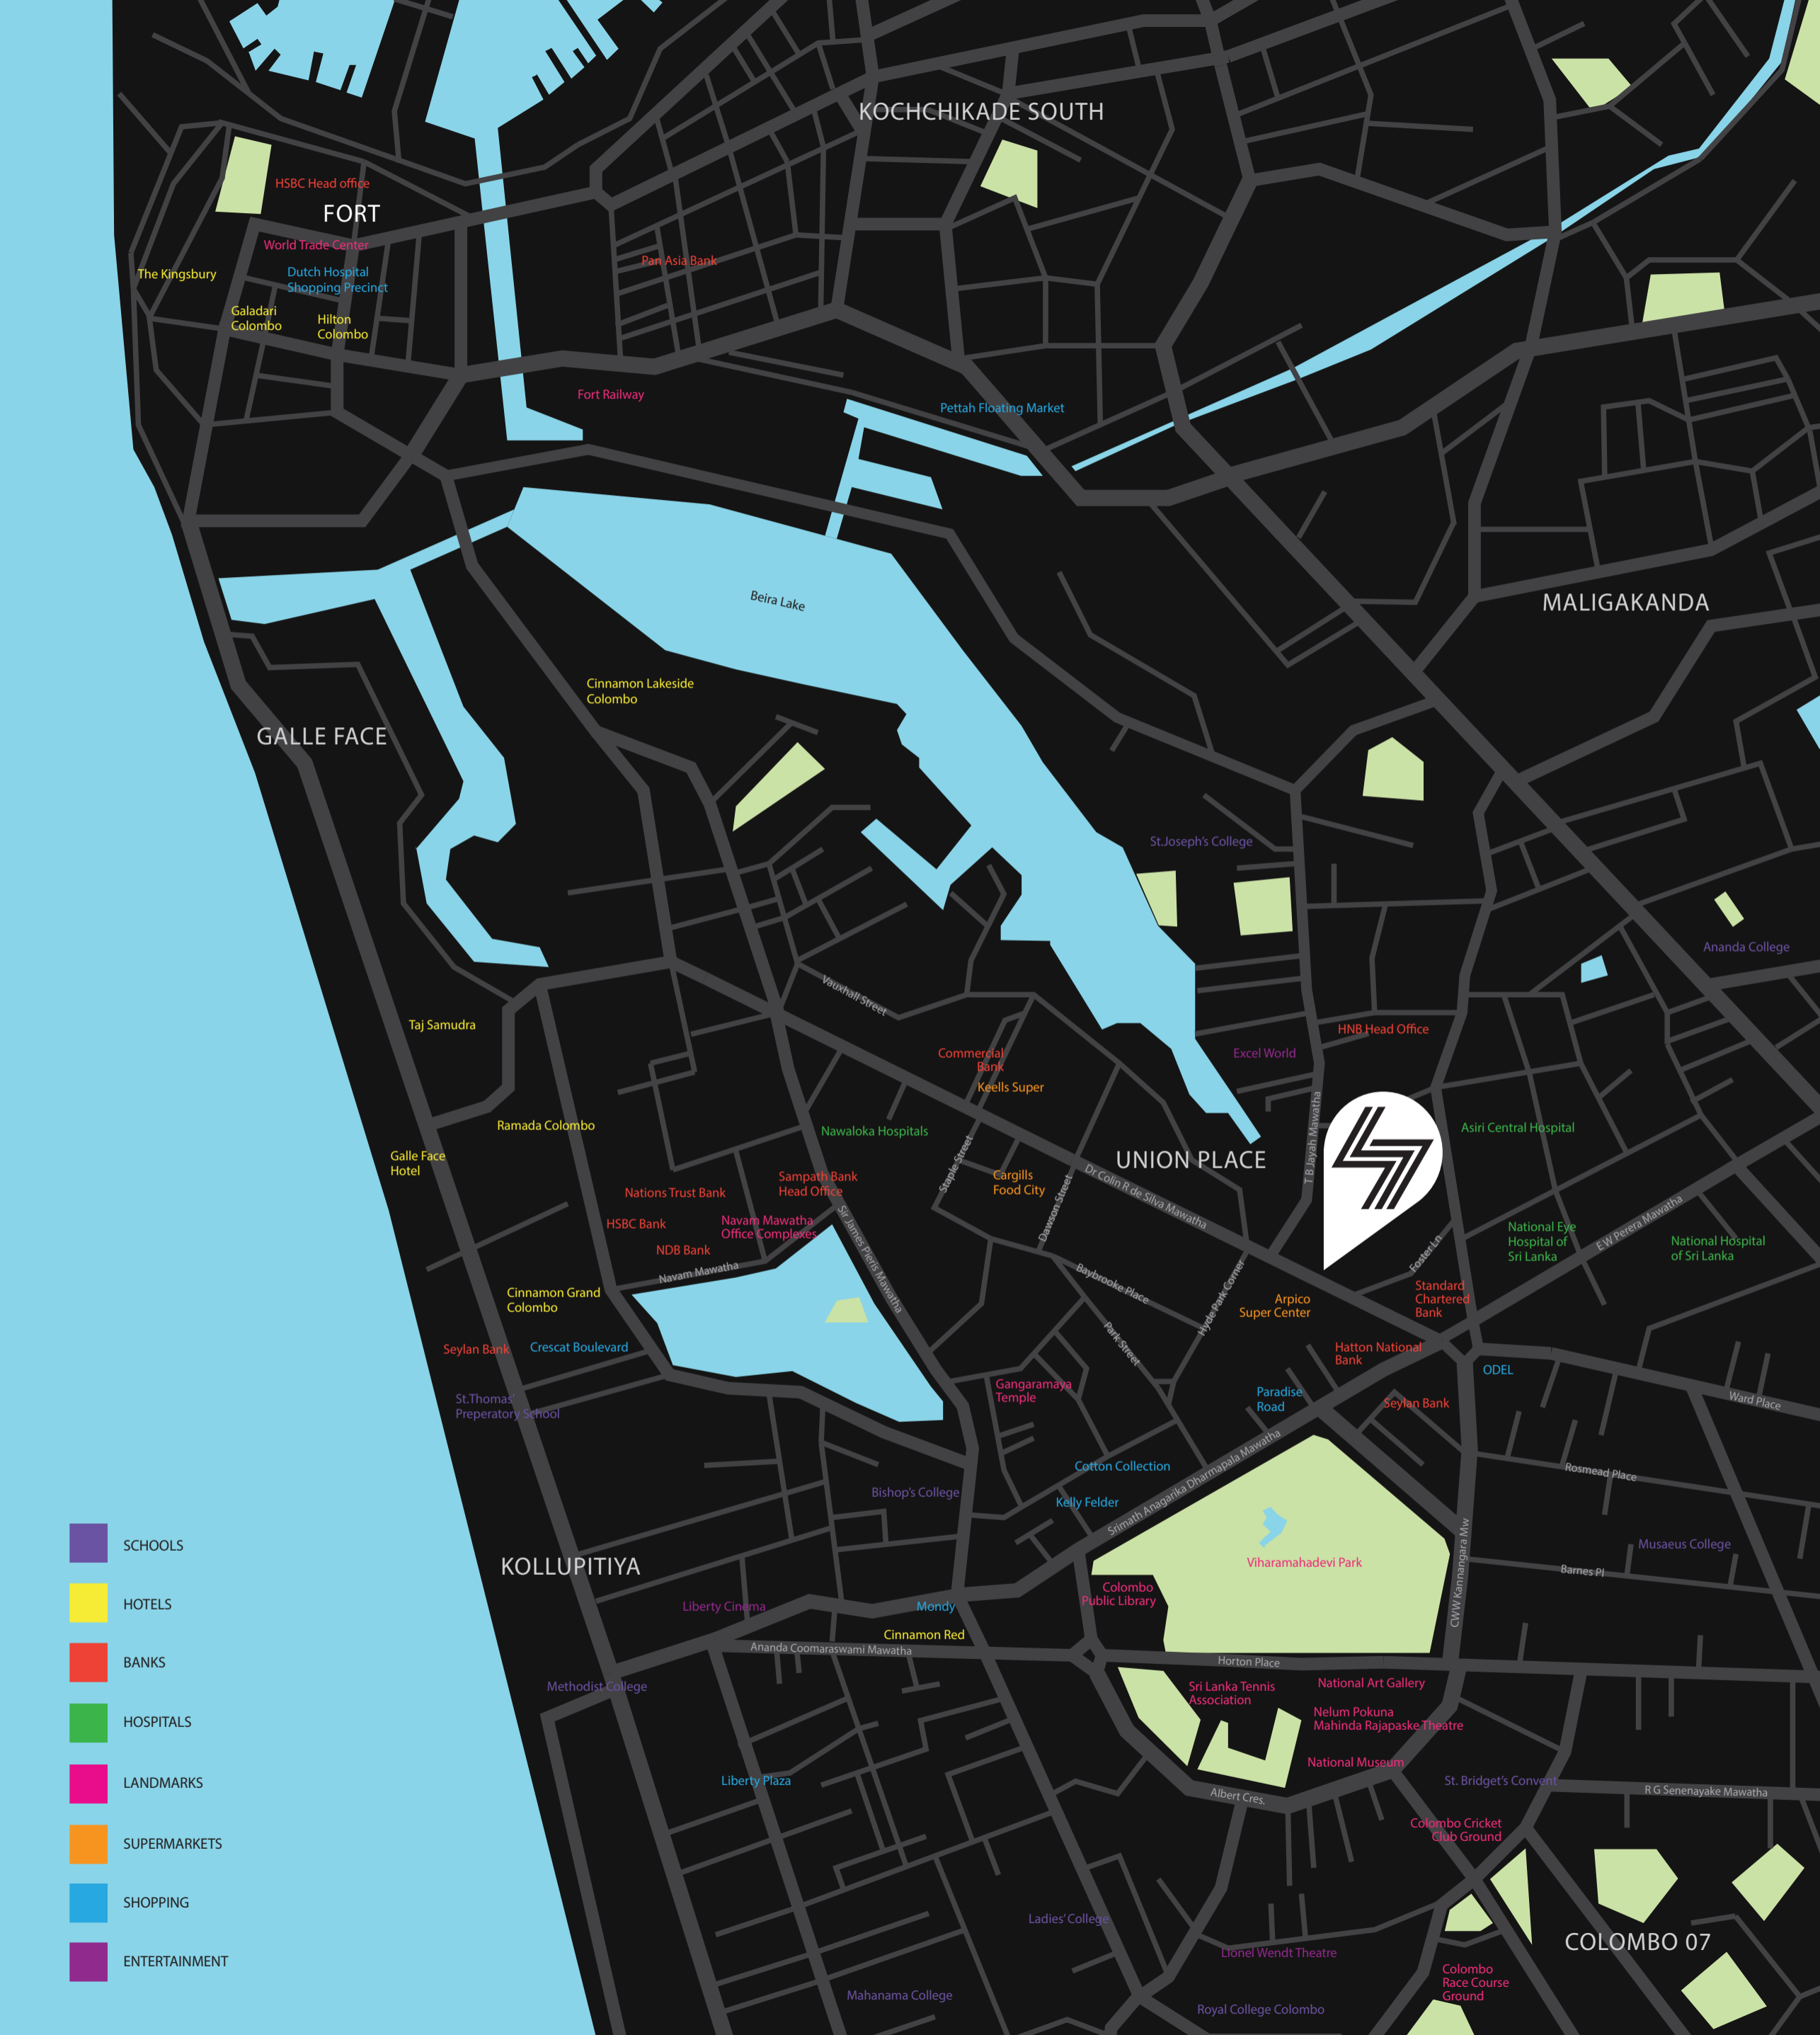 KOCHCHIKADE SOUTH
HSBC Head office
FORT
World Trade Center
Pan Asia Bank
The Kingsbury
Dutch Hospital
Shopping Precinct
Galadari
Colombo
Hilton
Colombo
Fort Railway
Pettah Floating Market
Beira Lake
MALIGAKANDA
Cinnamon Lakeside
Colombo
GALLE FACE
St.Joseph's College
Ananda College
Vauxhall Street
Taj Samudra
HNB Head Office
Commercial
Bank
Excel World
Keells Super
T B Jayah Mawatha
Ramada Colombo
Nawaloka Hospitals
Asiri Central Hospital
Galle Face
Hotel
Staple Street
UNION PLACE
Sampath Bank
Head Office
Cargills
Food City
Dr Colin R de Silva Mawatha
Nations Trust Bank
Dawson Street
HSBC Bank
Navam Mawatha
Office Complexes
Sir James Pieris Mawatha
National Eye
Hospital of
Sri Lanka
E W Perera Mawatha
National Hospital
of Sri Lanka
NDB Bank
Navam Mawatha
Foster Ln
Baybrooke Place
Hyde Park Corner
Cinnamon Grand
Colombo
Arpico
Super Center
Standard
Chartered
Bank
Seylan Bank
Crescat Boulevard
Park Street
Hatton National
Bank
ODEL
St.Thomas'
Preperatory School
Gangaramaya
Temple
Paradise
Road
Seylan Bank
Ward Place
Cotton Collection
Srimath Anagarika Dharmapala Mawatha
Rosmead Place
Bishop's College
Kelly Felder
SCHOOLS
KOLLUPITIYA
Viharamahadevi Park
CWW Kannangara Mw
Musaeus College
Barnes Pl
HOTELS
Liberty Cinema
Mondy
Colombo
Public Library
Cinnamon Red
Ananda Coomaraswami Mawatha
Horton Place
BANKS
Methodist College
Sri Lanka Tennis
Association
National Art Gallery
Nelum Pokuna
Mahinda Rajapaske Theatre
HOSPITALS
National Museum
LANDMARKS
Liberty Plaza
Albert Cres.
St. Bridget's Convent
R G Senenayake Mawatha
Colombo Cricket
Club Ground
SUPERMARKETS
SHOPPING
Ladies' College
COLOMBO 07
Lionel Wendt Theatre
ENTERTAINMENT
Colombo
Race Course
Ground
Mahanama College
Royal College Colombo